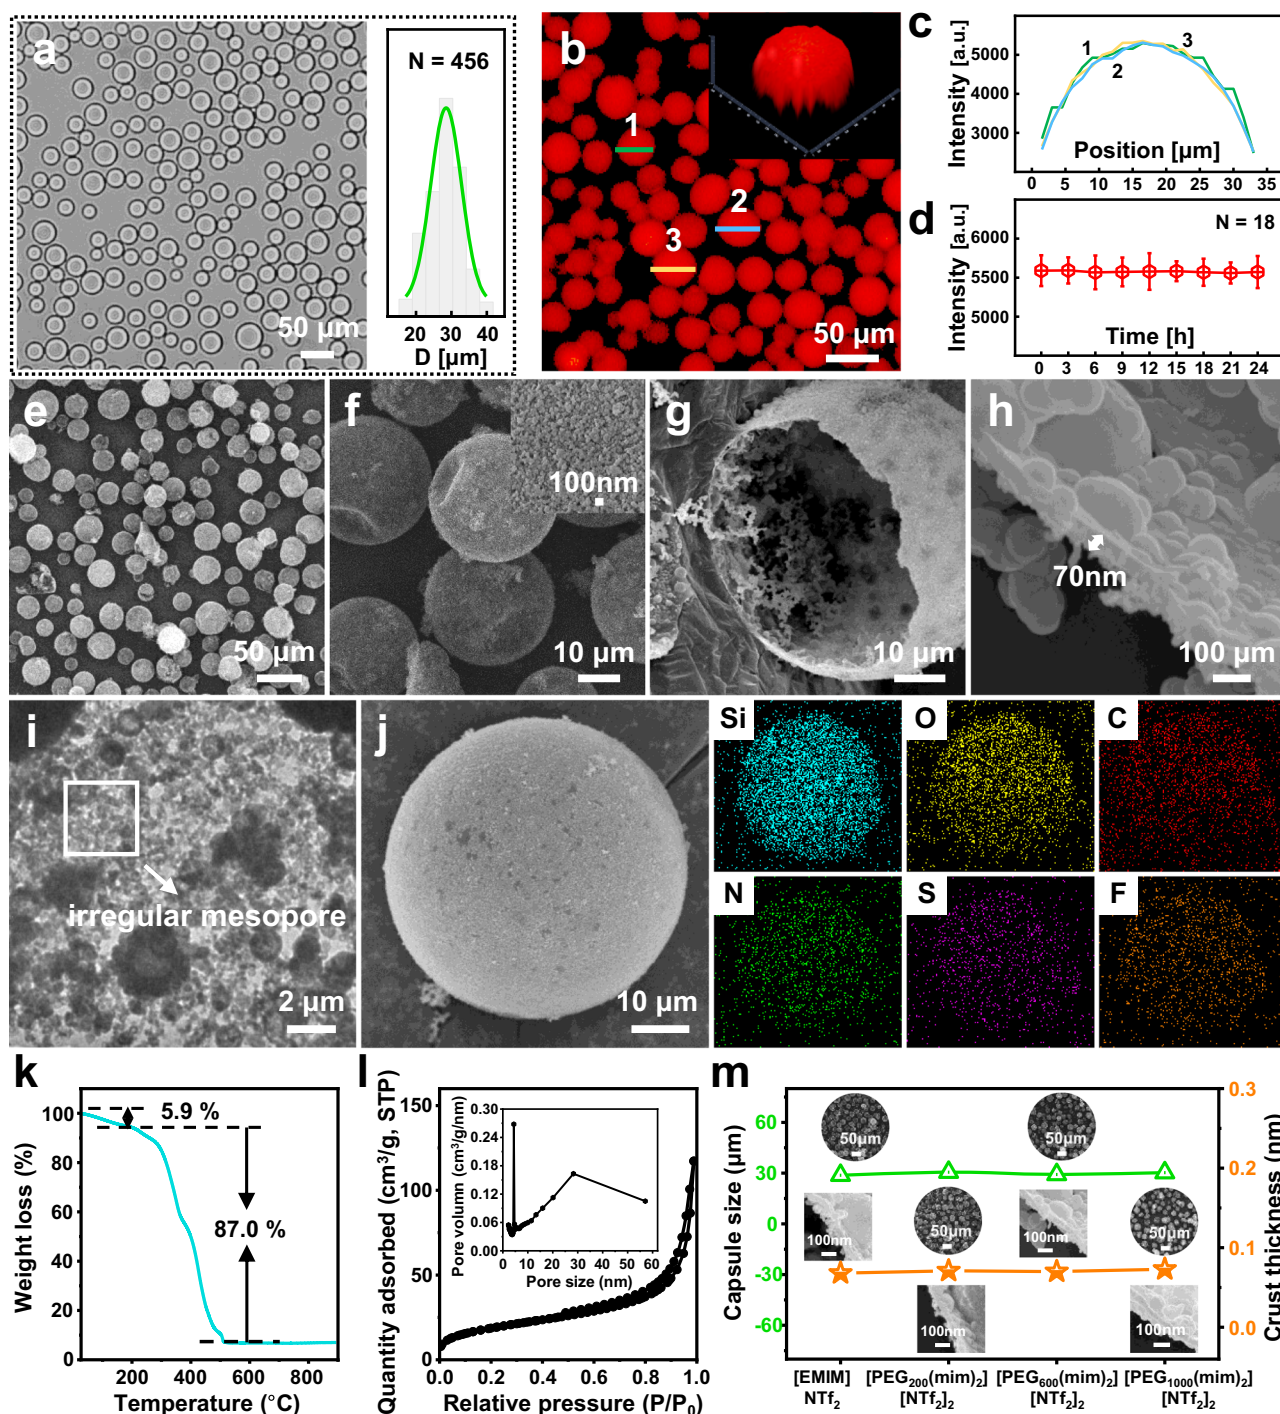 a
50 µm
N = 456
20 30 40
D [µm]
b
1
2
3
50 µm
c
Intensity [a.u.]
5000
4000
3000
1
2
3
Position [µm]
0 5 10 15 20 25 30 35
d
Intensity [a.u.]
6000
5500
5000
N = 18
Time [h]
0 3 6 9 12 15 18 21 24
e
50 µm
f
100nm
10 µm
g
10 µm
h
70nm
100 µm
i
irregular mesopore
2 µm
j
10 µm
Si
O
C
N
S
F
k
Weight loss (%)
100
80
60
40
20
0
5.9 %
87.0 %
0 200 400 600 800
Temperature (°C)
l
Quantity adsorbed (cm³/g, STP)
150
100
50
0
Pore volumn (cm³/g/nm)
0.30
0.24
0.18
0.12
0.06
0.00
0 10 20 30 40 50 60
Pore size (nm)
0.0 0.2 0.4 0.6 0.8 1.0
Relative pressure (P/P₀)
m
Capsule size (µm)
60
30
0
-30
-60
50µm
50µm
100nm
50µm
100nm
50µm
100nm
100nm
0.3
0.2
0.1
0.0
Crust thickness (nm)
[EMIM] [PEG₂₀₀(mim)₂] [PEG₆₀₀(mim)₂] [PEG₁₀₀₀(mim)₂]
NTf₂ [NTf₂]₂ [NTf₂]₂ [NTf₂]₂